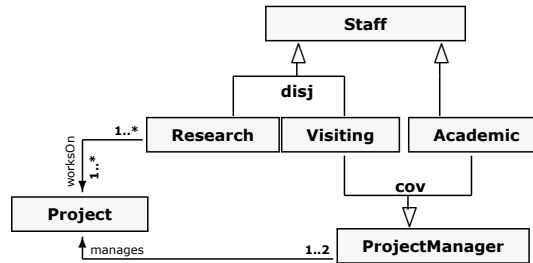 Staff
disj
1..*
Research
Visiting
Academic
worksOn
1..*
cov
Project
manages
1..2
ProjectManager